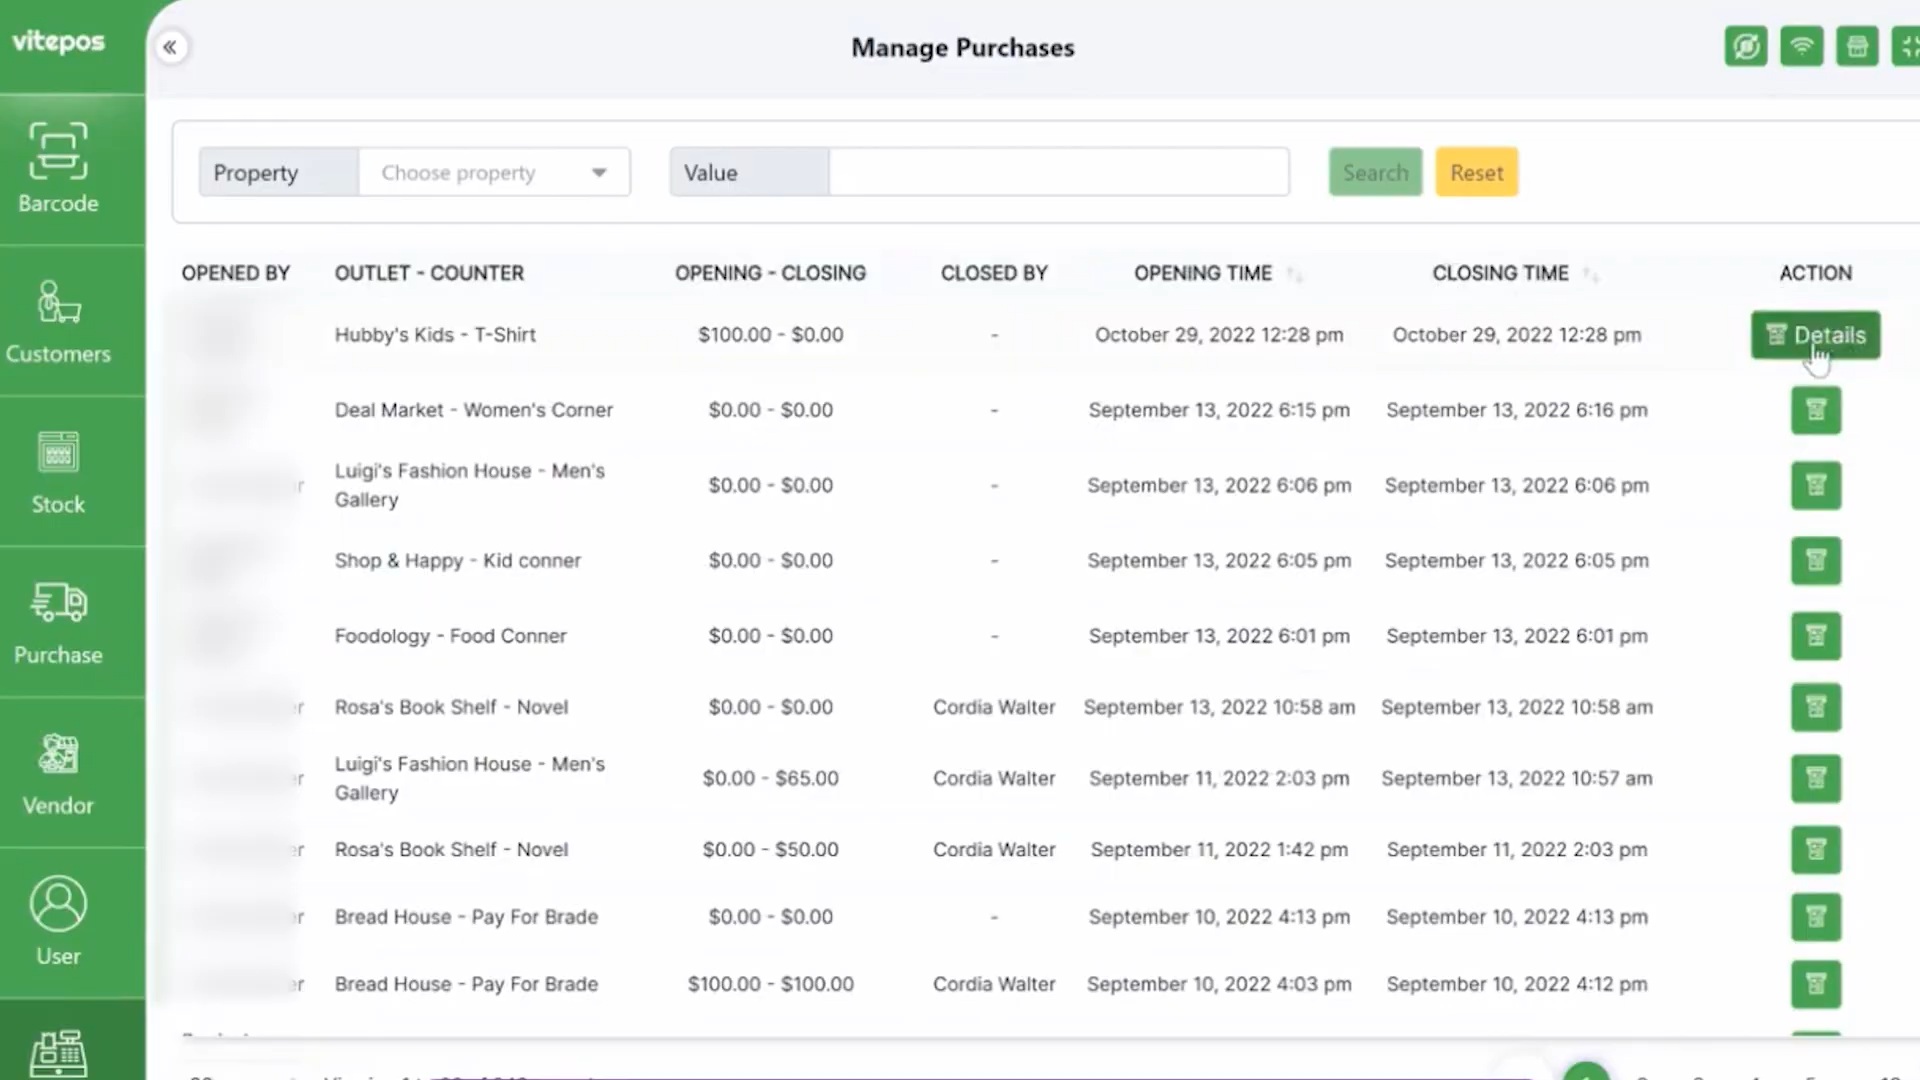 vitepos
Manage Purchases
Barcode
Customers
Stock
Purchase
Vendor
User
Property
Choose property
Value
Search
Reset
OPENED BY OUTLET - COUNTER OPENING - CLOSING CLOSED BY OPENING TIME CLOSING TIME ACTION
Hubby's Kids - T-Shirt $100.00 - $0.00 - October 29, 2022 12:28 pm October 29, 2022 12:28 pm Details
Deal Market - Women's Corner $0.00 - $0.00 - September 13, 2022 6:15 pm September 13, 2022 6:16 pm
Luigi's Fashion House - Men's
Gallery $0.00 - $0.00 - September 13, 2022 6:06 pm September 13, 2022 6:06 pm
Shop & Happy - Kid conner $0.00 - $0.00 - September 13, 2022 6:05 pm September 13, 2022 6:05 pm
Foodology - Food Conner $0.00 - $0.00 - September 13, 2022 6:01 pm September 13, 2022 6:01 pm
Rosa's Book Shelf - Novel $0.00 - $0.00 Cordia Walter September 13, 2022 10:58 am September 13, 2022 10:58 am
Luigi's Fashion House - Men's
Gallery $0.00 - $65.00 Cordia Walter September 11, 2022 2:03 pm September 13, 2022 10:57 am
Rosa's Book Shelf - Novel $0.00 - $50.00 Cordia Walter September 11, 2022 1:42 pm September 11, 2022 2:03 pm
Bread House - Pay For Brade $0.00 - $0.00 - September 10, 2022 4:13 pm September 10, 2022 4:13 pm
Bread House - Pay For Brade $100.00 - $100.00 Cordia Walter September 10, 2022 4:03 pm September 10, 2022 4:12 pm